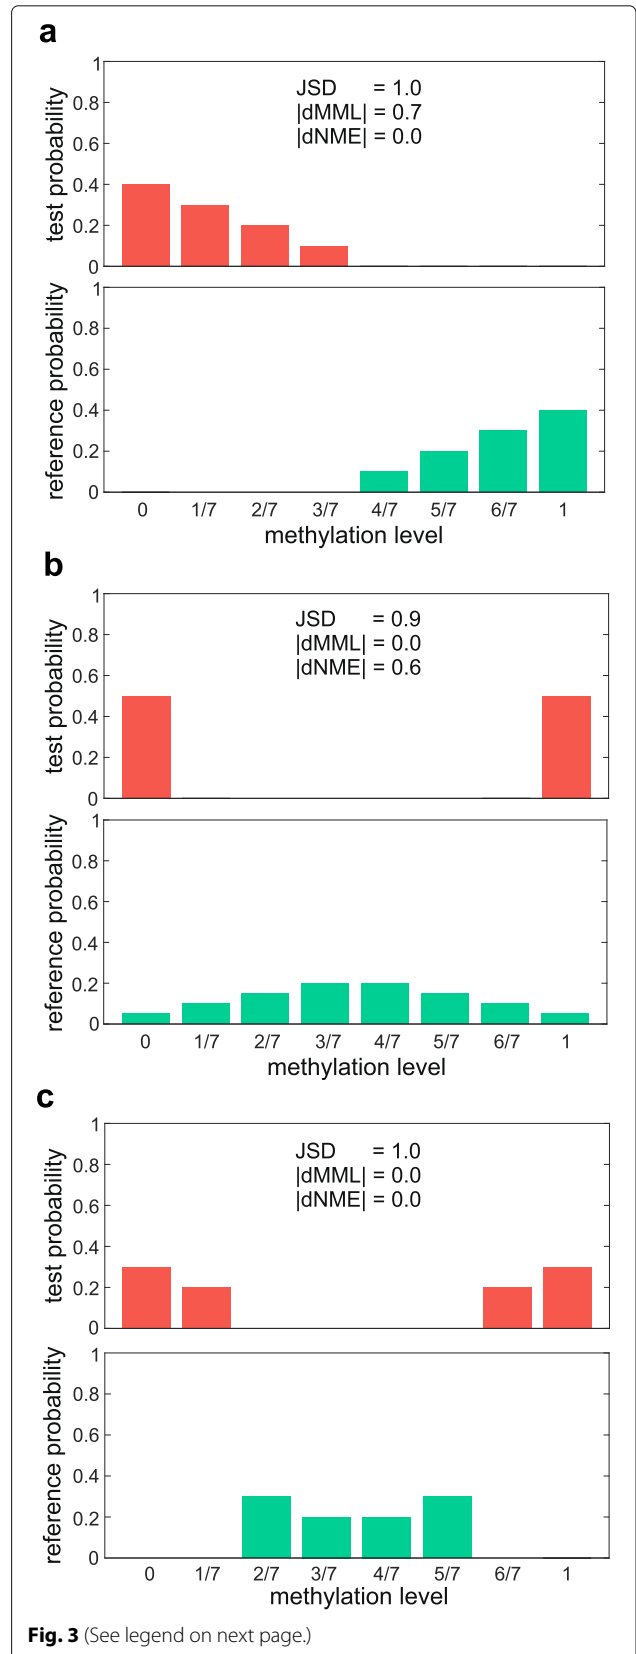 a
1
0.8
0.6
0.4
0.2
0
test probability
JSD = 1.0
|dMML| = 0.7
|dNME| = 0.0
1
0.8
0.6
0.4
0.2
0
reference probability
0 1/7 2/7 3/7 4/7 5/7 6/7 1
methylation level
b
1
0.8
0.6
0.4
0.2
0
test probability
JSD = 0.9
|dMML| = 0.0
|dNME| = 0.6
1
0.8
0.6
0.4
0.2
0
reference probability
0 1/7 2/7 3/7 4/7 5/7 6/7 1
methylation level
c
1
0.8
0.6
0.4
0.2
0
test probability
JSD = 1.0
|dMML| = 0.0
|dNME| = 0.0
1
0.8
0.6
0.4
0.2
0
reference probability
0 1/7 2/7 3/7 4/7 5/7 6/7 1
methylation level
Fig. 3 (See legend on next page.)